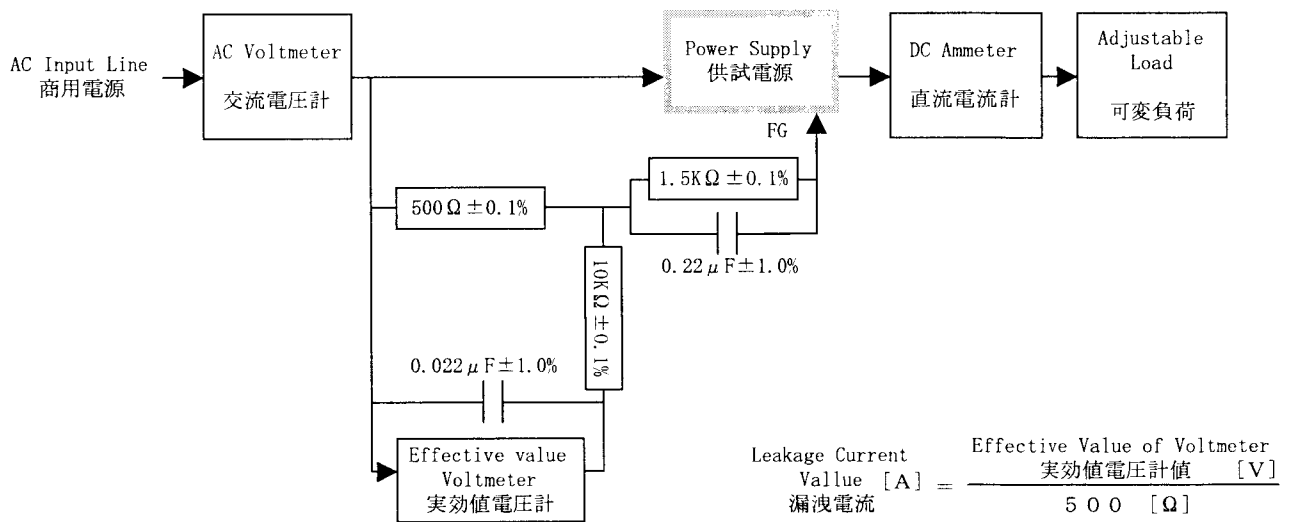 AC Input Line
商用電源
AC Voltmeter
交流電圧計
Power Supply
供試電源
FG
DC Ammeter
直流電流計
Adjustable
Load
可変負荷
1.5KΩ±0.1%
500Ω±0.1%
0.22μF±1.0%
10KΩ±0.1%
0.022μF±1.0%
Effective value
Voltmeter
実効値電圧計
Leakage Current
Vallue [A] =
漏洩電流
Effective Value of Voltmeter
実効値電圧計値 [V]
500 [Ω]